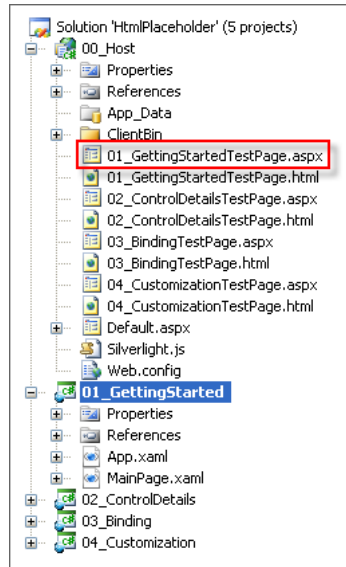 Solution 'HtmlPlaceholder' (5 projects)
00_Host
Properties
References
App_Data
ClientBin
01_GettingStartedTestPage.aspx
01_GettingStartedTestPage.html
02_ControlDetailsTestPage.aspx
02_ControlDetailsTestPage.html
03_BindingTestPage.aspx
03_BindingTestPage.html
04_CustomizationTestPage.aspx
04_CustomizationTestPage.html
Default.aspx
Silverlight.js
Web.config
01_GettingStarted
Properties
References
App.xaml
MainPage.xaml
02_ControlDetails
03_Binding
04_Customization